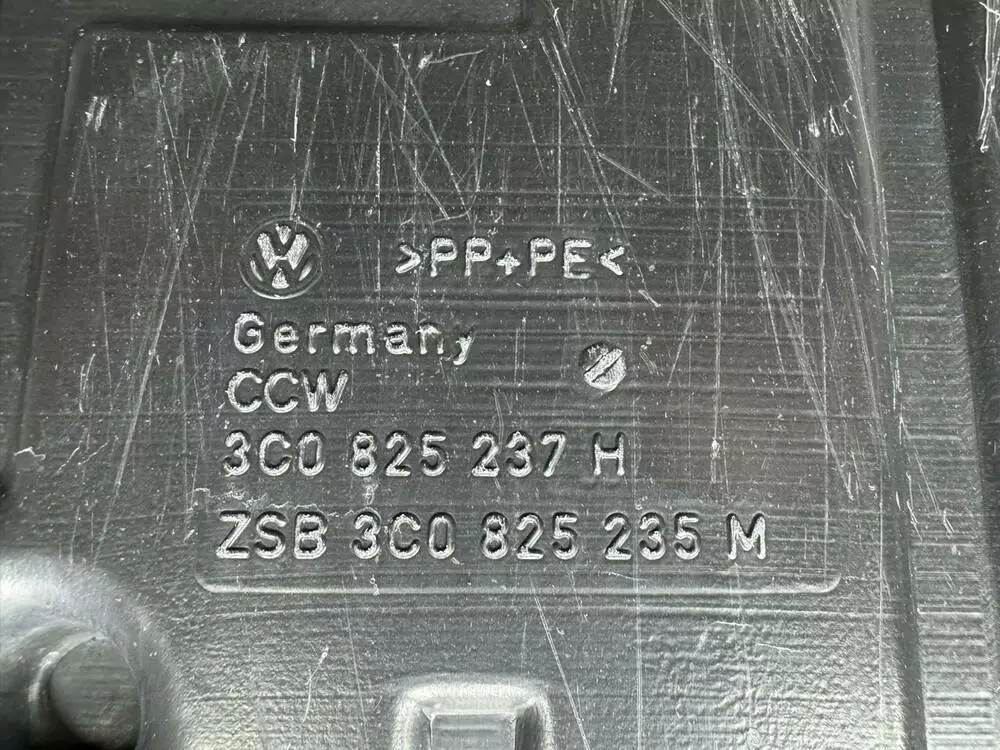 >PP+PE<
Germany
CCW
3C0 825 237 H
ZSB 3C0 825 235 M